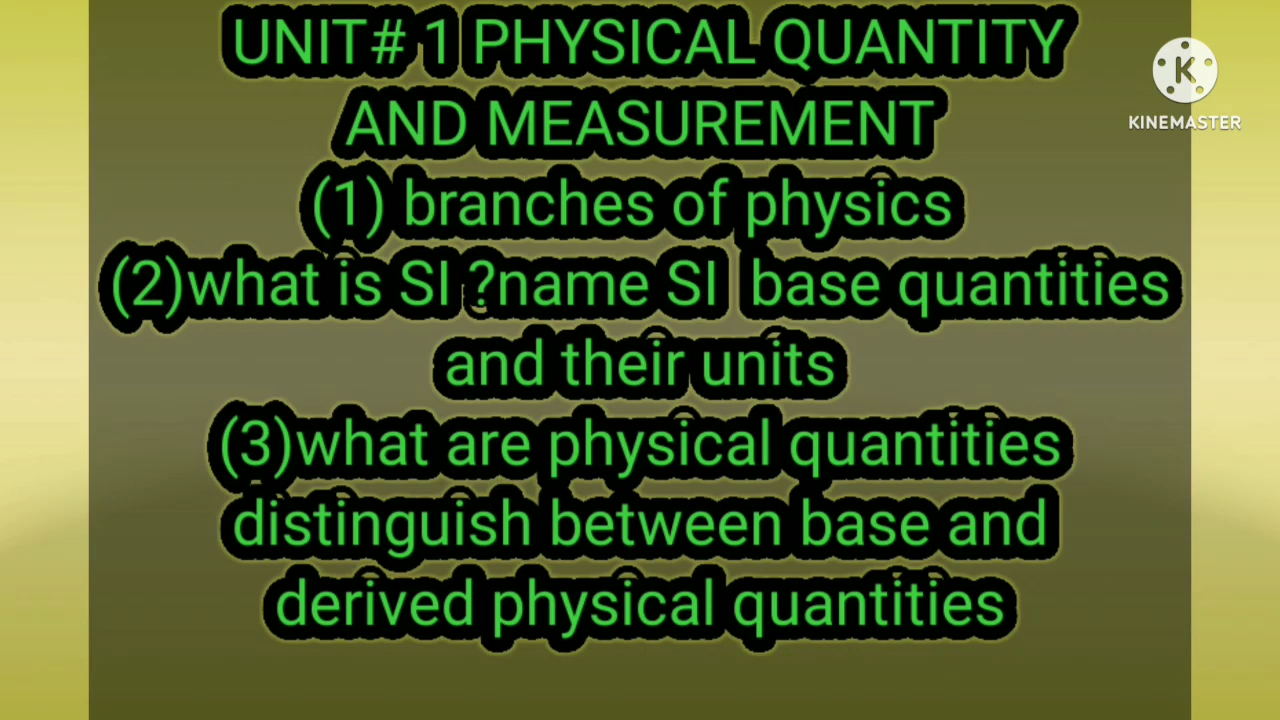 UNIT# 1 PHYSICAL QUANTITY
AND MEASUREMENT
(1) branches of physics
(2)what is SI ?name SI  base quantities
and their units
(3)what are physical quantities
distinguish between base and
derived physical quantities
K
KINEMASTER